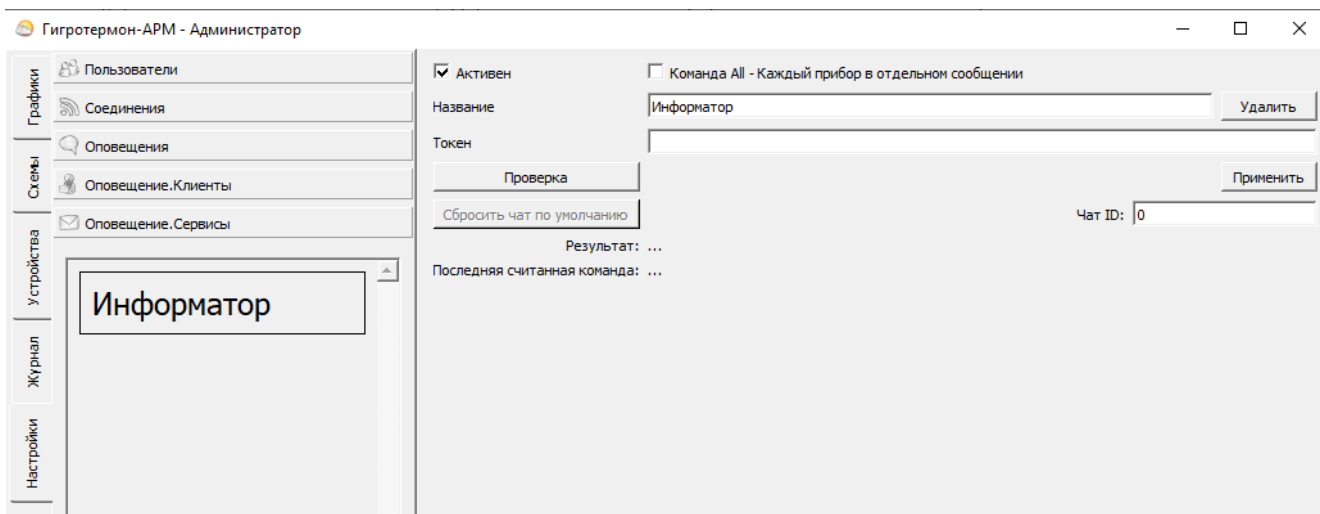 Гигротермон-АРМ - Администратор
Графики
Схемы
Устройства
Журнал
Настройки
Пользователи
Соединения
Оповещения
Оповещение.Клиенты
Оповещение.Сервисы
Информатор
Активен
Команда All - Каждый прибор в отдельном сообщении
Название
Информатор
Удалить
Токен
Проверка
Применить
Сбросить чат по умолчанию
Чат ID: 0
Результат: ...
Последняя считанная команда: ...